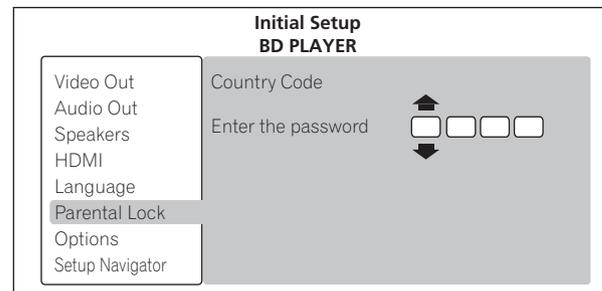 Initial Setup
BD PLAYER
Video Out
Audio Out
Speakers
HDMI
Language
Parental Lock
Options
Setup Navigator
Country Code
Enter the password